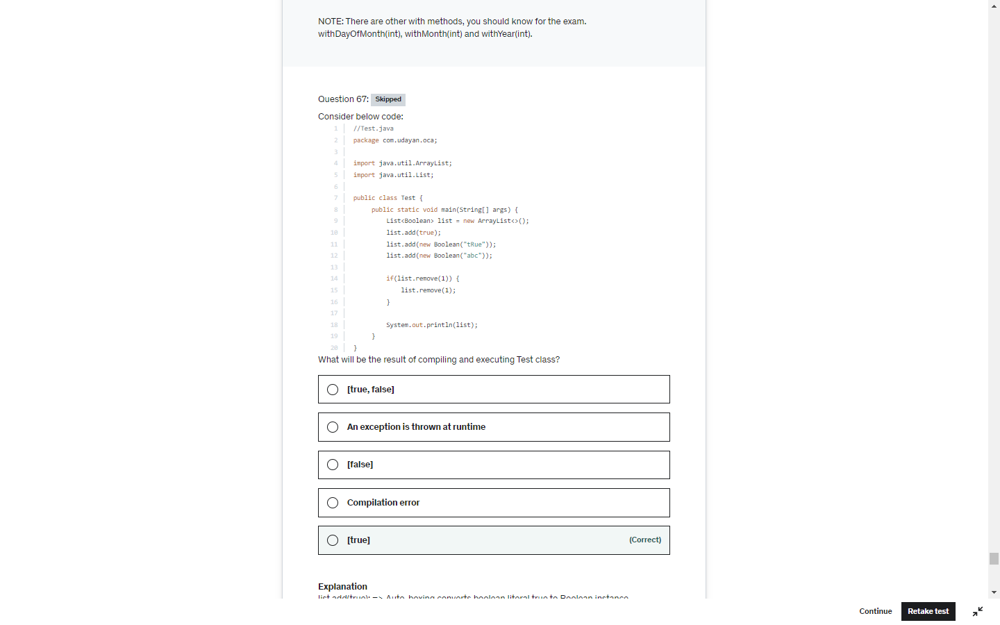 NOTE: There are other with methods, you should know for the exam.
withDayOfMonth(int), withMonth(int) and withYear(int).
Question 67: Skipped
Consider below code:
1 //Test.java
2 package com.udayan.oca;
3
4 import java.util.ArrayList;
5 import java.util.List;
6
7 public class Test {
8 public static void main(String[] args) {
9 List<Boolean> list = new ArrayList<>();
10 list.add(true);
11 list.add(new Boolean("tRue"));
12 list.add(new Boolean("abc"));
13
14 if(list.remove(1)) {
15 list.remove(1);
16 }
17
18 System.out.println(list);
19 }
20 }
What will be the result of compiling and executing Test class?
[true, false]
An exception is thrown at runtime
[false]
Compilation error
[true] (Correct)
Explanation
list.add(true); => Auto-boxing converts boolean literal true to Boolean instance
Continue Retake test